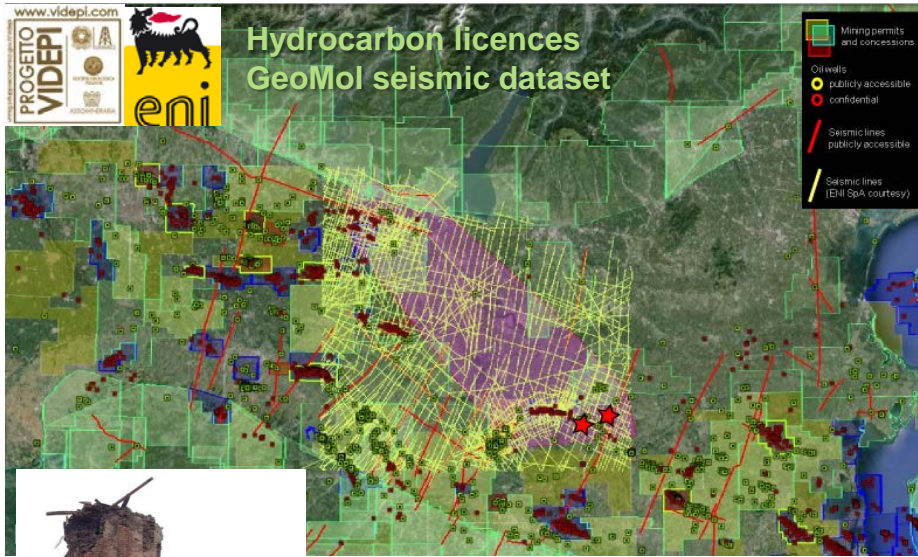 www.videpi.com
PROGETTO
VIDEPI
ASSOMINERARIA
eni
Hydrocarbon licences
GeoMol seismic dataset
Mining permits
and concessions
Oil wells
publicly accessible
confidential
Seismic lines
publicly accessible
Seismic lines
(ENI SpA courtesy)